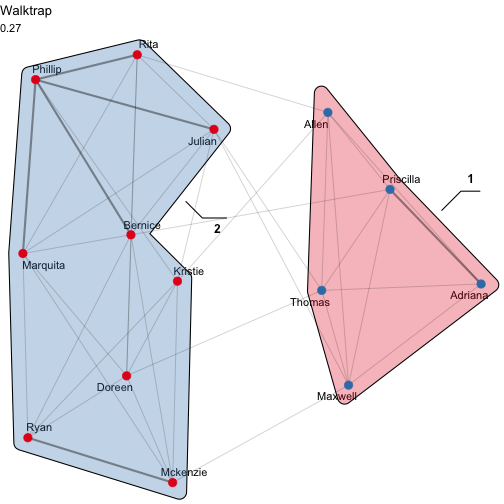 Walktrap
0.27
Rita
Phillip
Allen
Julian
Priscilla
1
Bernice
2
Marquita
Kristie
Adriana
Thomas
Doreen
Maxwell
Ryan
Mckenzie